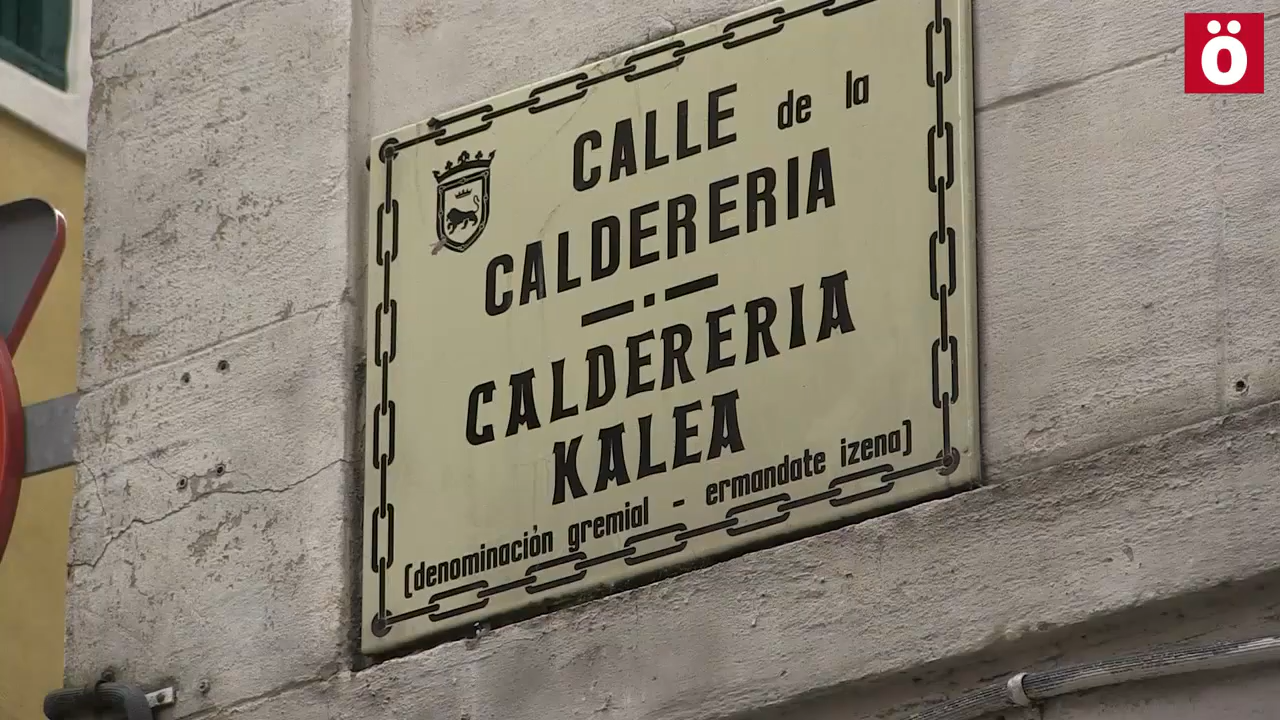 CALLE de la
CALDERERIA
CALDERERIA
KALEA
(denominación gremial - ermandate izena)
ö